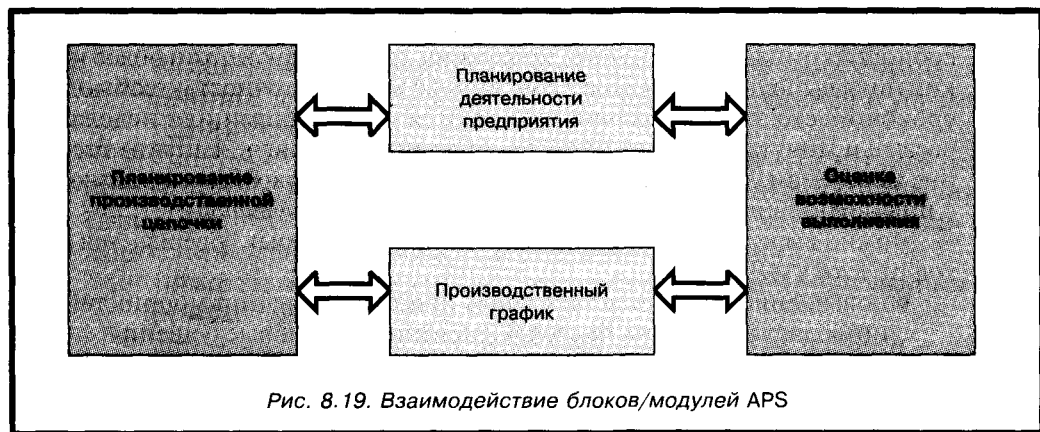 Планирование
производственной
цепочки
Планирование
деятельности
предприятия
Производственный
график
Оценка
возможности
выполнения
Рис. 8.19. Взаимодействие блоков/модулей APS